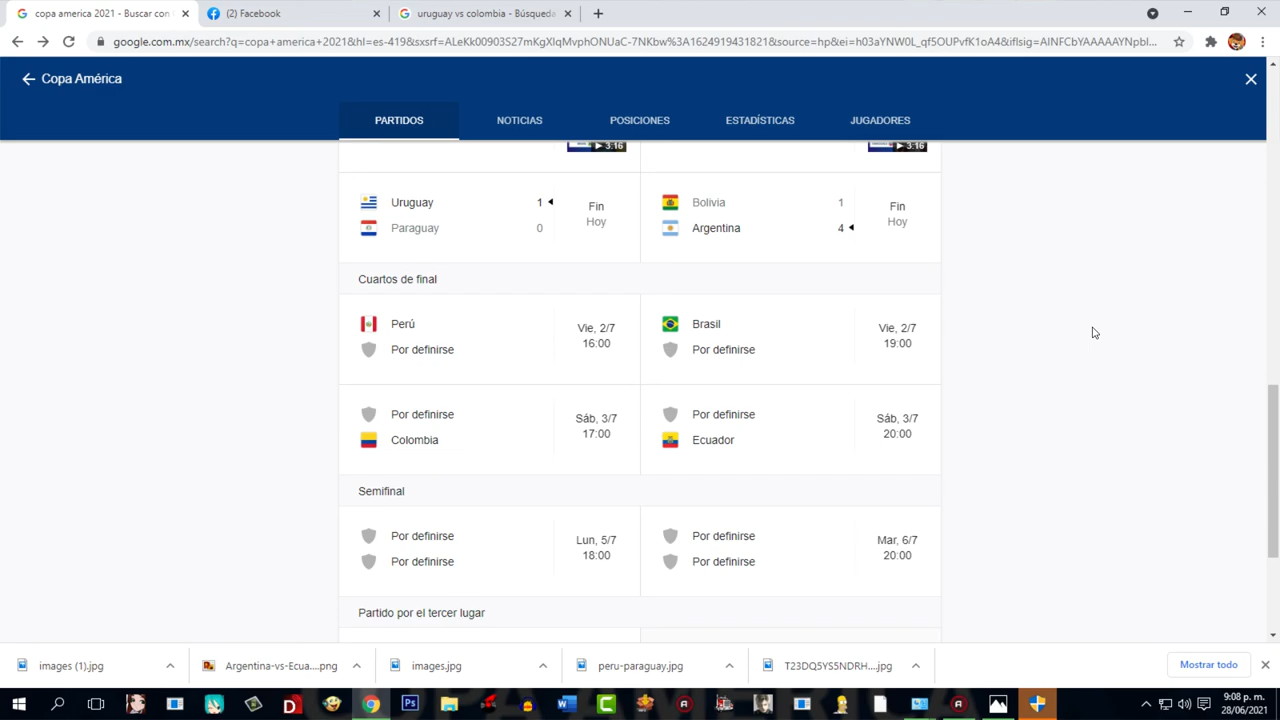 copa america 2021 - Buscar con
(2) Facebook
uruguay vs colombia - Búsqueda
google.com.mx/search?q=copa+america+2021&hl=es-419&sxsrf=ALeKk00903S27mKgXlqMvphONUaC-7NKbw%3A1624919431821&source=hp&ei=h03aYNW0L_qf5OUPvfK1oA4&iflsig=AINFCbYAAAAAYNpbl...
Copa América
PARTIDOS NOTICIAS POSICIONES ESTADÍSTICAS JUGADORES
3:16 3:16
Uruguay 1 Fin Bolivia 1 Fin
Paraguay 0 Hoy Argentina 4 Hoy
Cuartos de final
Perú Vie, 2/7 Brasil Vie, 2/7
Por definirse 16:00 Por definirse 19:00
Por definirse Sáb, 3/7 Por definirse Sáb, 3/7
Colombia 17:00 Ecuador 20:00
Semifinal
Por definirse Lun, 5/7 Por definirse Mar, 6/7
Por definirse 18:00 Por definirse 20:00
Partido por el tercer lugar
images (1).jpg Argentina-vs-Ecua....png images.jpg peru-paraguay.jpg T23DQ5YS5NDRH....jpg Mostrar todo
9:08 p. m.
28/06/2021